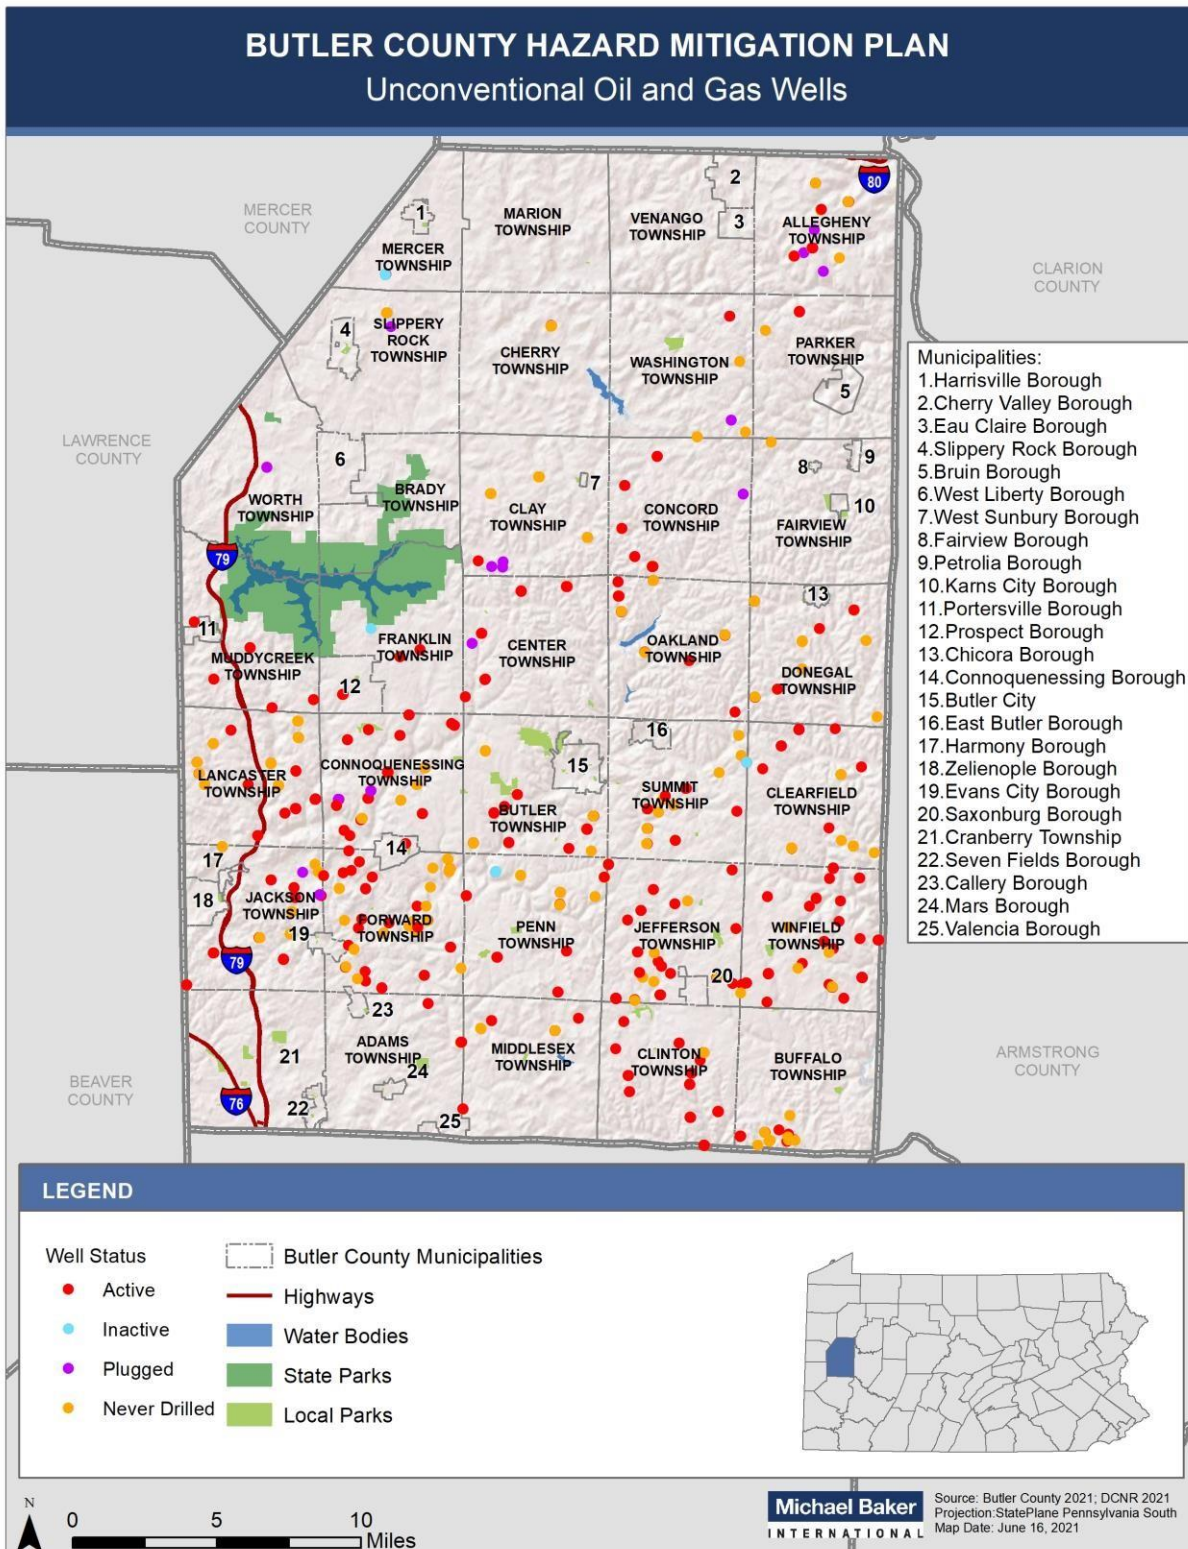 BUTLER COUNTY HAZARD MITIGATION PLAN
Unconventional Oil and Gas Wells
MERCER
COUNTY
CLARION
COUNTY
LAWRENCE
COUNTY
BEAVER
COUNTY
ARMSTRONG
COUNTY
80
79
79
76
1
2
3
4
5
6
7
8
9
10
11
12
13
14
15
16
17
18
19
20
21
22
23
24
25
MERCER
TOWNSHIP
MARION
TOWNSHIP
VENANGO
TOWNSHIP
ALLEGHENY
TOWNSHIP
SLIPPERY
ROCK
TOWNSHIP
CHERRY
TOWNSHIP
WASHINGTON
TOWNSHIP
PARKER
TOWNSHIP
WORTH
TOWNSHIP
BRADY
TOWNSHIP
CLAY
TOWNSHIP
CONCORD
TOWNSHIP
FAIRVIEW
TOWNSHIP
MUDDYCREEK
TOWNSHIP
FRANKLIN
TOWNSHIP
CENTER
TOWNSHIP
OAKLAND
TOWNSHIP
DONEGAL
TOWNSHIP
LANCASTER
TOWNSHIP
CONNOQUENESSING
TOWNSHIP
BUTLER
TOWNSHIP
SUMMIT
TOWNSHIP
CLEARFIELD
TOWNSHIP
JACKSON
TOWNSHIP
FORWARD
TOWNSHIP
PENN
TOWNSHIP
JEFFERSON
TOWNSHIP
WINFIELD
TOWNSHIP
ADAMS
TOWNSHIP
MIDDLESEX
TOWNSHIP
CLINTON
TOWNSHIP
BUFFALO
TOWNSHIP
Municipalities:
1.Harrisville Borough
2.Cherry Valley Borough
3.Eau Claire Borough
4.Slippery Rock Borough
5.Bruin Borough
6.West Liberty Borough
7.West Sunbury Borough
8.Fairview Borough
9.Petrolia Borough
10.Karns City Borough
11.Portersville Borough
12.Prospect Borough
13.Chicora Borough
14.Connoquenessing Borough
15.Butler City
16.East Butler Borough
17.Harmony Borough
18.Zelienople Borough
19.Evans City Borough
20.Saxonburg Borough
21.Cranberry Township
22.Seven Fields Borough
23.Callery Borough
24.Mars Borough
25.Valencia Borough
LEGEND
Well Status
Active
Inactive
Plugged
Never Drilled
Butler County Municipalities
Highways
Water Bodies
State Parks
Local Parks
N
0 5 10
Miles
Michael Baker
INTERNATIONAL
Source: Butler County 2021; DCNR 2021
Projection:StatePlane Pennsylvania South
Map Date: June 16, 2021